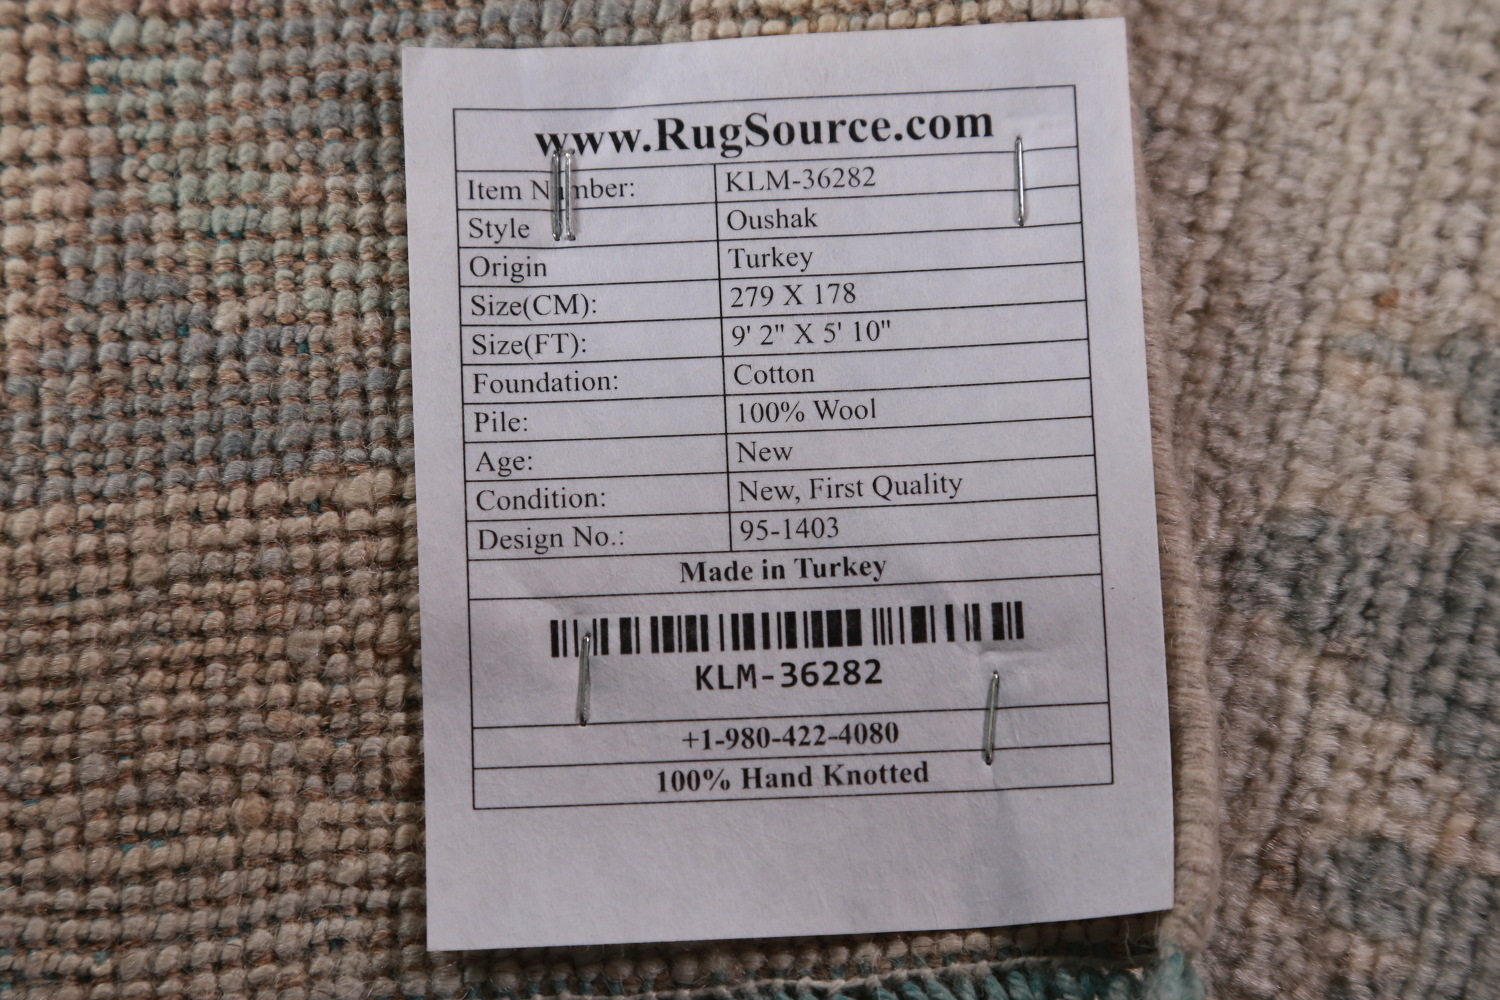 www.RugSource.com
Item Number: KLM-36282
Style Oushak
Origin Turkey
Size(CM): 279 X 178
Size(FT): 9' 2" X 5' 10"
Foundation: Cotton
Pile: 100% Wool
Age: New
Condition: New, First Quality
Design No.: 95-1403
Made in Turkey
KLM-36282
+1-980-422-4080
100% Hand Knotted